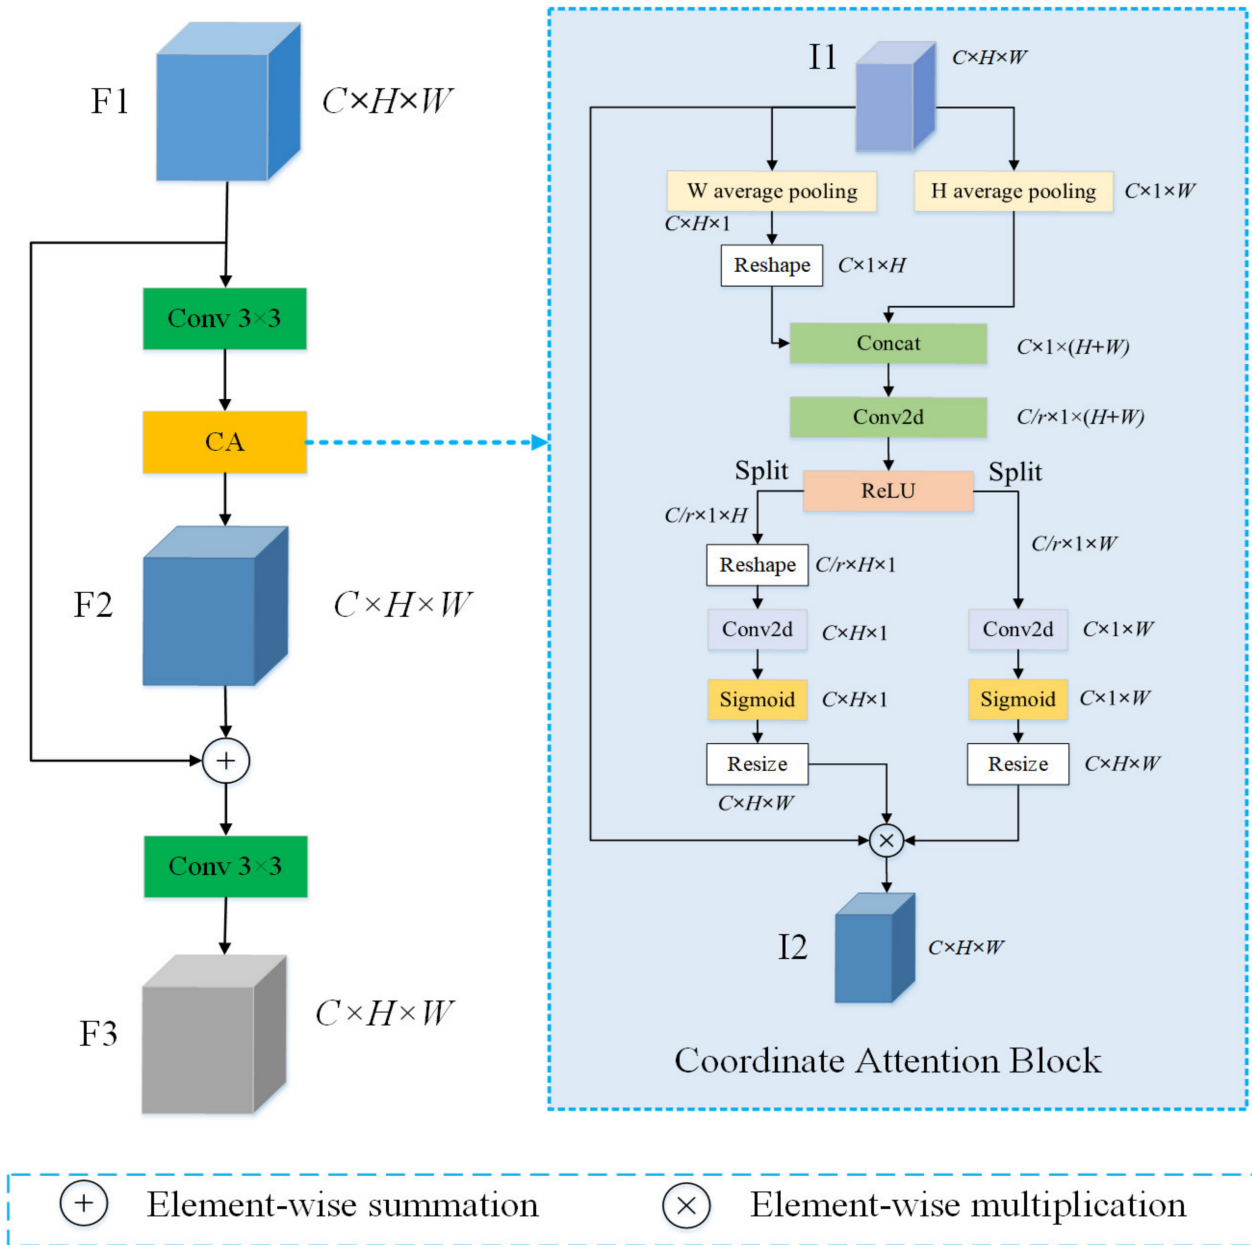 F1
C×H×W
Conv 3×3
CA
F2
C×H×W
+
Conv 3×3
F3
C×H×W
I1
C×H×W
W average pooling
H average pooling
C×1×W
C×H×1
Reshape
C×1×H
Concat
C×1×(H+W)
Conv2d
C/r×1×(H+W)
Split
ReLU
Split
C/r×1×H
C/r×1×W
Reshape
C/r×H×1
Conv2d
C×H×1
Conv2d
C×1×W
Sigmoid
C×H×1
Sigmoid
C×1×W
Resize
C×H×W
Resize
C×H×W
×
I2
C×H×W
Coordinate Attention Block
+ Element-wise summation
× Element-wise multiplication